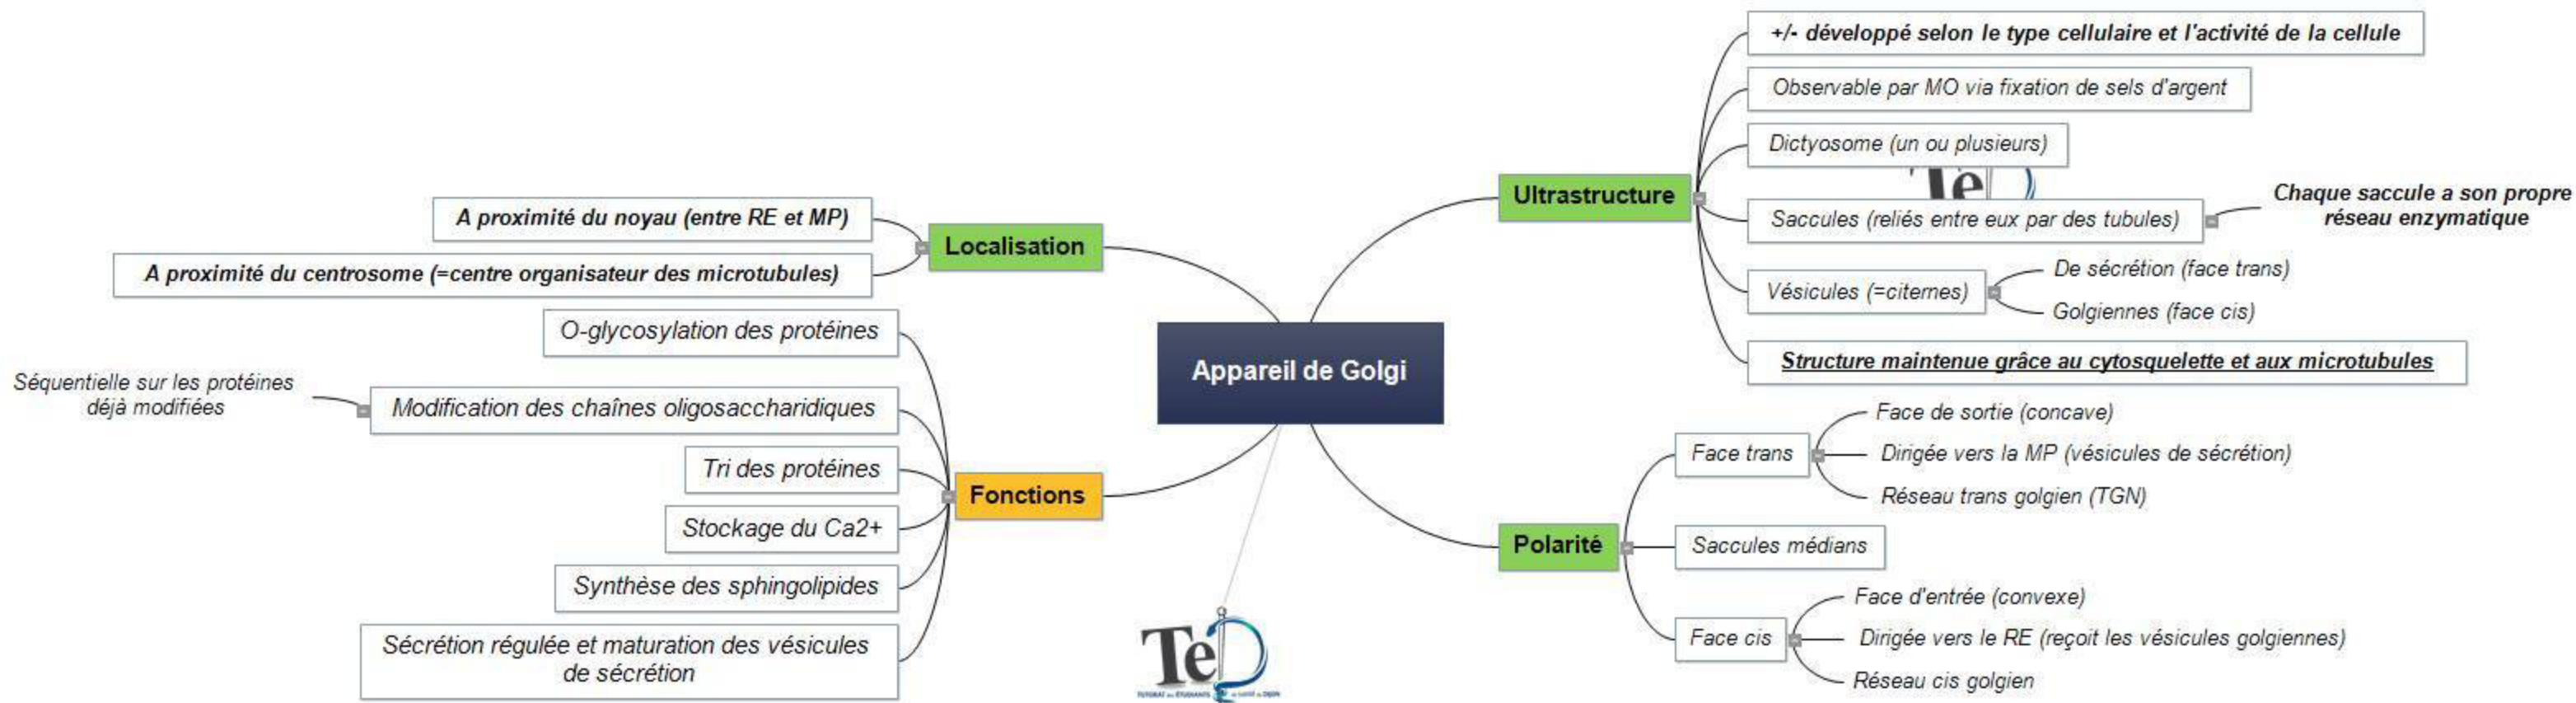 Appareil de Golgi
Localisation
A proximité du noyau (entre RE et MP)
A proximité du centrosome (=centre organisateur des microtubules)
Fonctions
O-glycosylation des protéines
Modification des chaînes oligosaccharidiques
Séquentielle sur les protéines
déjà modifiées
Tri des protéines
Stockage du Ca2+
Synthèse des sphingolipides
Sécrétion régulée et maturation des vésicules
de sécrétion
Ultrastructure
+/- développé selon le type cellulaire et l'activité de la cellule
Observable par MO via fixation de sels d'argent
Dictyosome (un ou plusieurs)
Saccules (reliés entre eux par des tubules)
Chaque saccule a son propre
réseau enzymatique
Vésicules (=citernes)
De sécrétion (face trans)
Golgiennes (face cis)
Structure maintenue grâce au cytosquelette et aux microtubules
Polarité
Face trans
Face de sortie (concave)
Dirigée vers la MP (vésicules de sécrétion)
Réseau trans golgien (TGN)
Saccules médians
Face cis
Face d'entrée (convexe)
Dirigée vers le RE (reçoit les vésicules golgiennes)
Réseau cis golgien
TeD
TUTORAT des ÉTUDIANTS en santé de DIJON